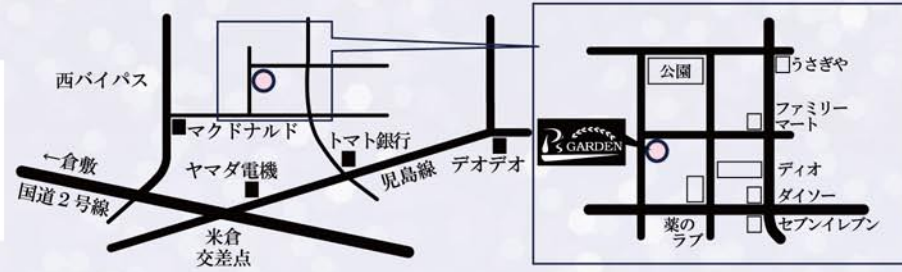 西バイパス
マクドナルド
←倉敷
国道２号線
ヤマダ電機
トマト銀行
児島線
デオデオ
米倉
交差点
公園
うさぎや
ファミリー
マート
P's GARDEN
ディオ
ダイソー
薬の
ラブ
セブンイレブン